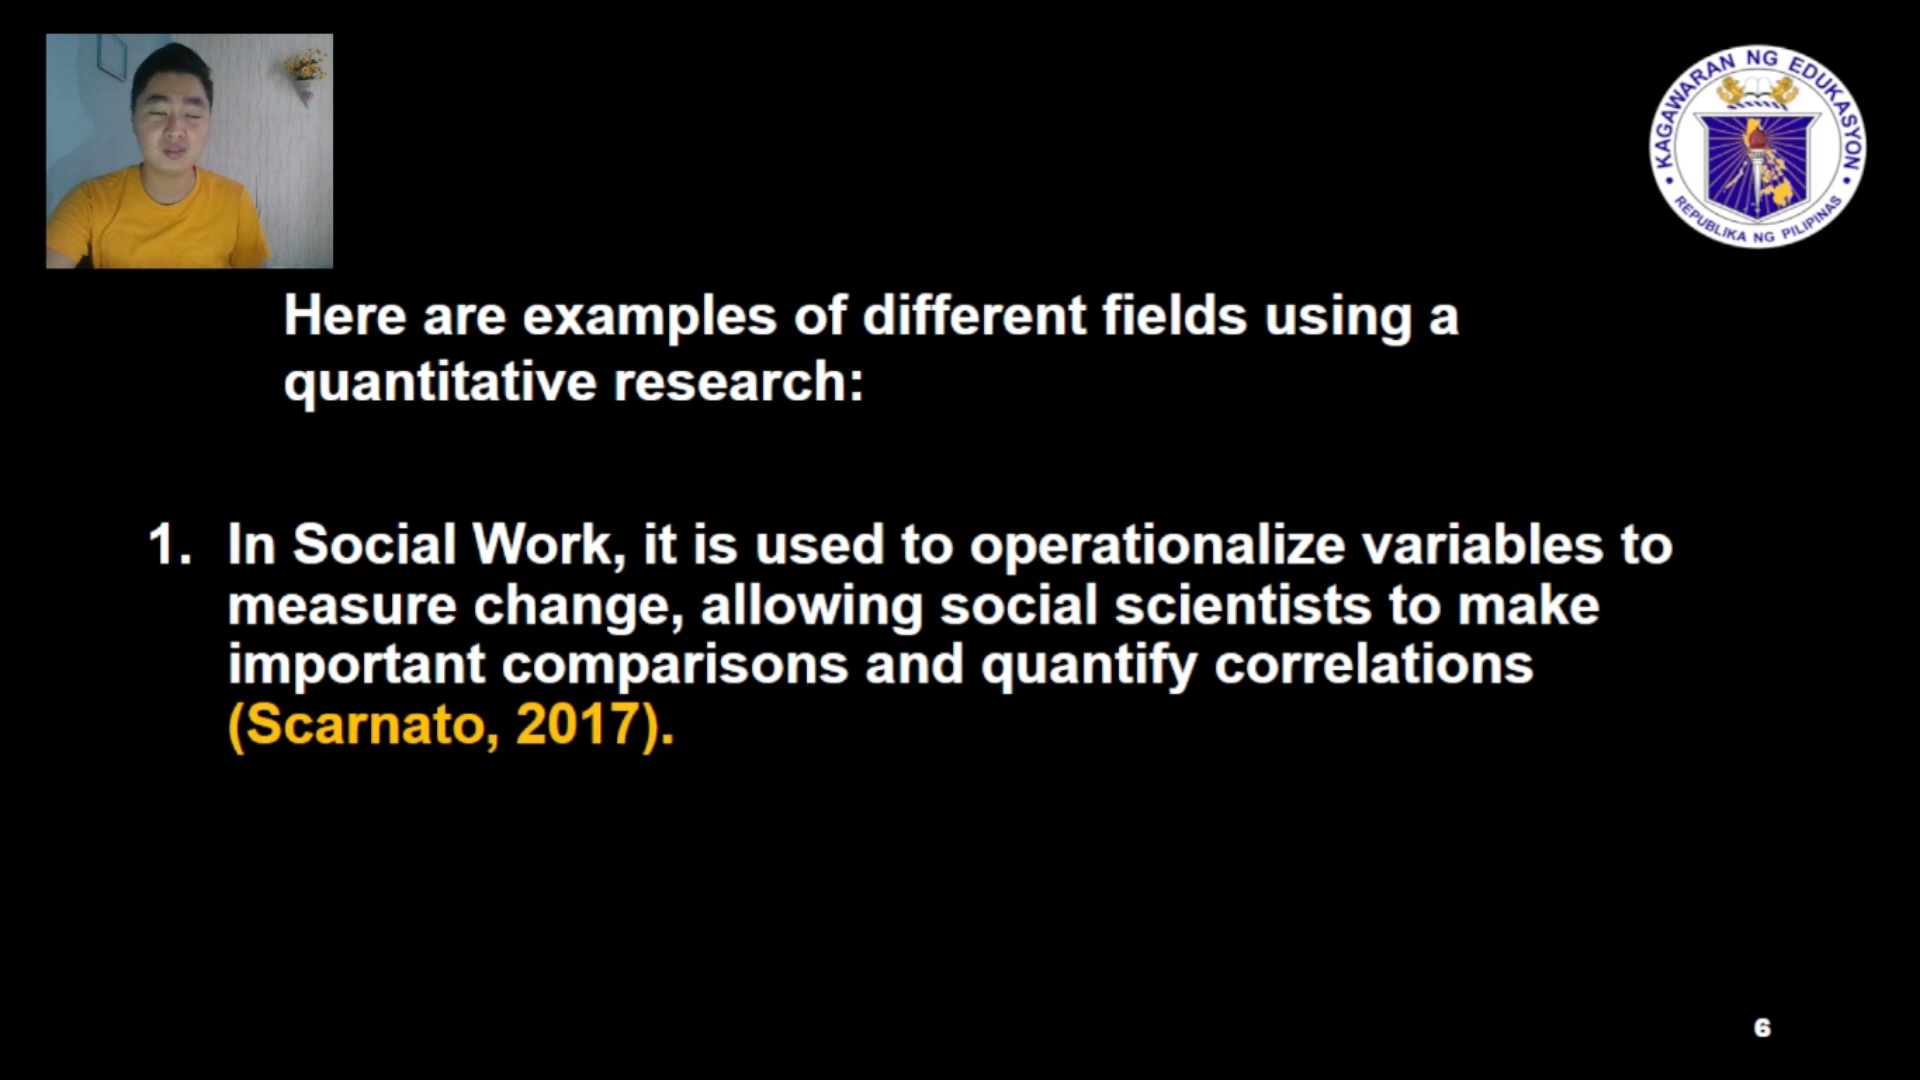 KAGAWARAN NG EDUKASYON
REPUBLIKA NG PILIPINAS
Here are examples of different fields using a
quantitative research:
1. In Social Work, it is used to operationalize variables to
measure change, allowing social scientists to make
important comparisons and quantify correlations
(Scarnato, 2017).
6